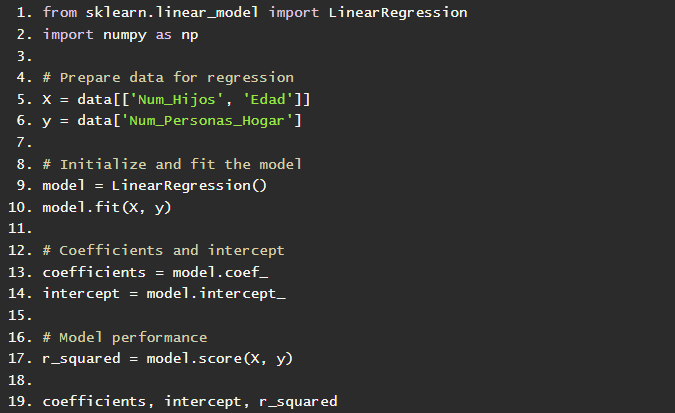 1. from sklearn.linear_model import LinearRegression
2. import numpy as np
3.
4. # Prepare data for regression
5. X = data[['Num_Hijos', 'Edad']]
6. y = data['Num_Personas_Hogar']
7.
8. # Initialize and fit the model
9. model = LinearRegression()
10. model.fit(X, y)
11.
12. # Coefficients and intercept
13. coefficients = model.coef_
14. intercept = model.intercept_
15.
16. # Model performance
17. r_squared = model.score(X, y)
18.
19. coefficients, intercept, r_squared